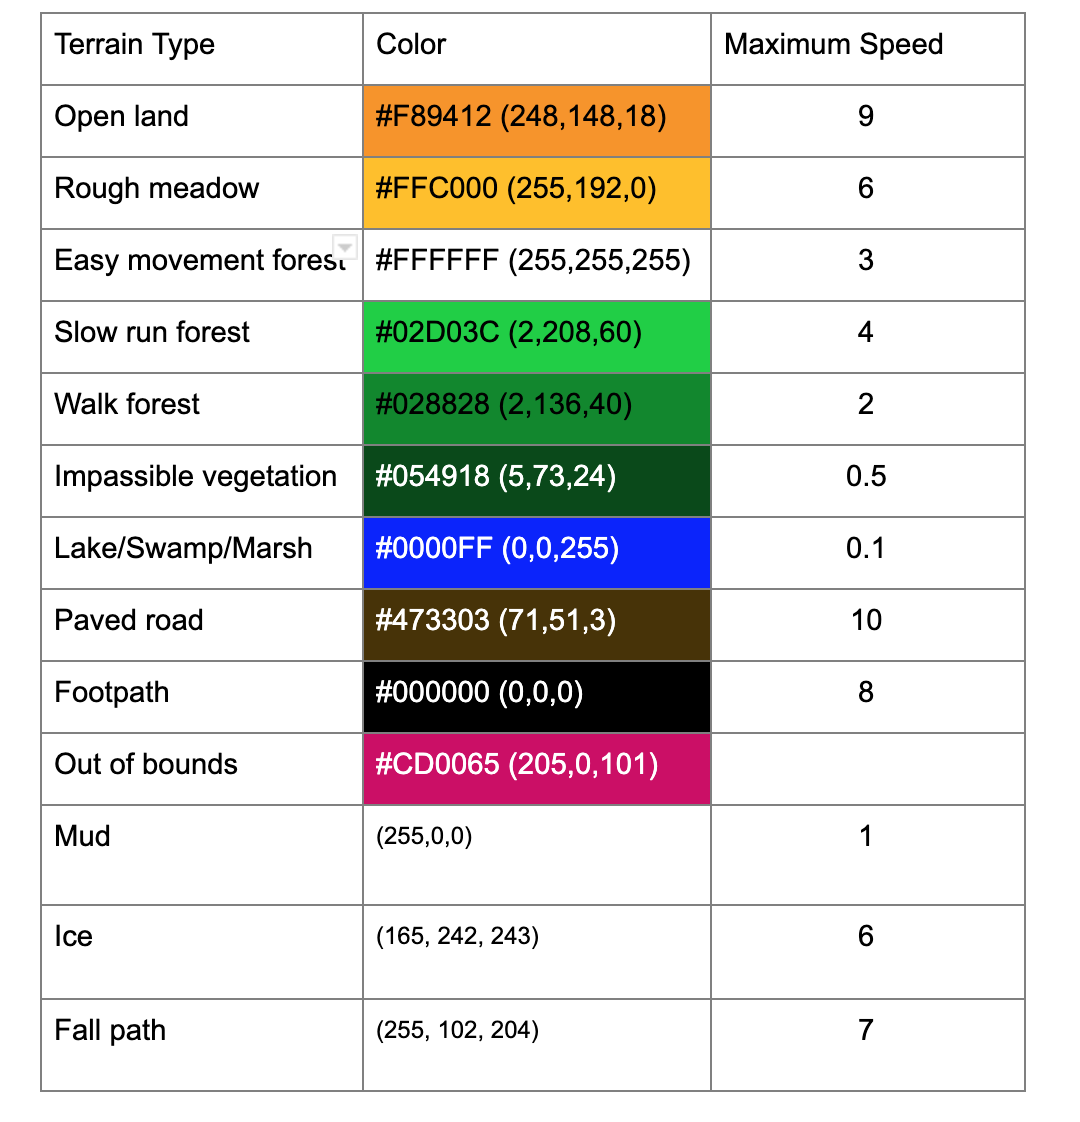 Terrain Type Color Maximum Speed
Open land #F89412 (248,148,18) 9
Rough meadow #FFC000 (255,192,0) 6
Easy movement forest #FFFFFF (255,255,255) 3
Slow run forest #02D03C (2,208,60) 4
Walk forest #028828 (2,136,40) 2
Impassible vegetation #054918 (5,73,24) 0.5
Lake/Swamp/Marsh #0000FF (0,0,255) 0.1
Paved road #473303 (71,51,3) 10
Footpath #000000 (0,0,0) 8
Out of bounds #CD0065 (205,0,101)
Mud (255,0,0) 1
Ice (165, 242, 243) 6
Fall path (255, 102, 204) 7